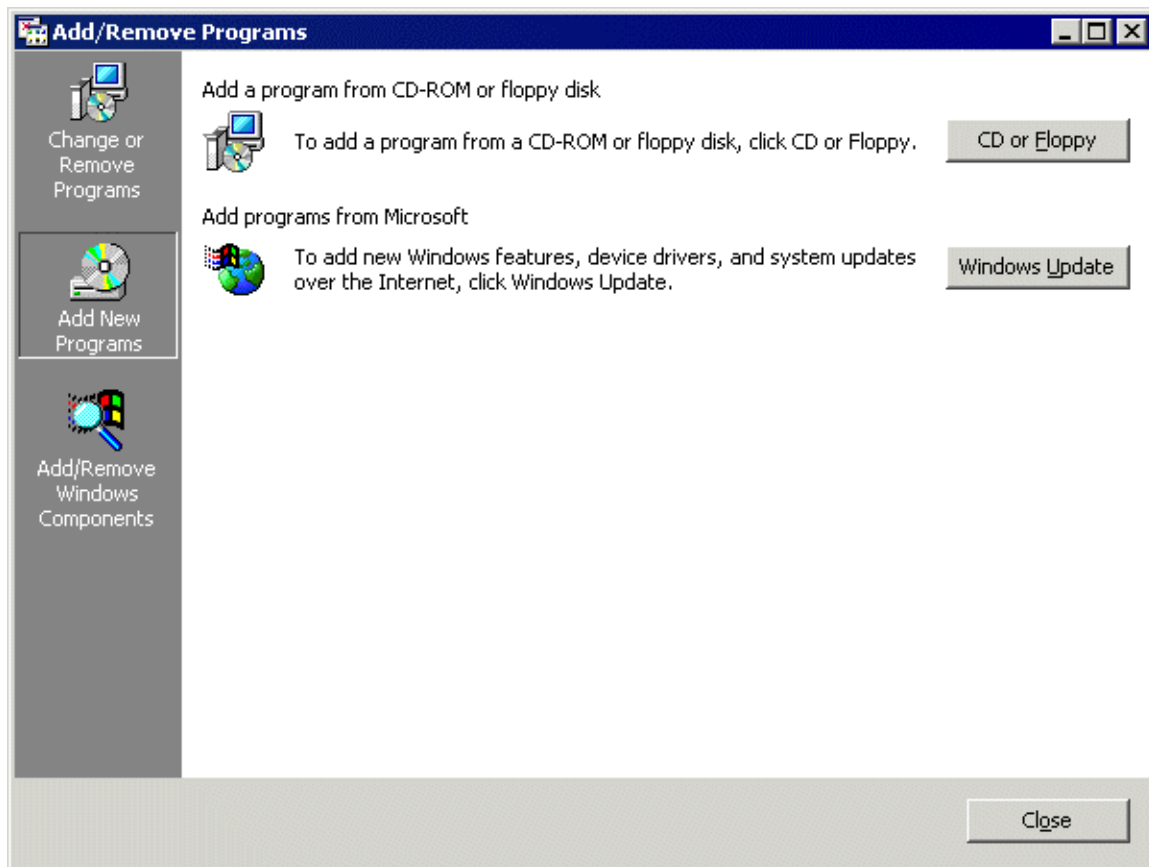 Add/Remove Programs
Change or
Remove
Programs
Add New
Programs
Add/Remove
Windows
Components
Add a program from CD-ROM or floppy disk
To add a program from a CD-ROM or floppy disk, click CD or Floppy.
CD or Floppy
Add programs from Microsoft
To add new Windows features, device drivers, and system updates
over the Internet, click Windows Update.
Windows Update
Close